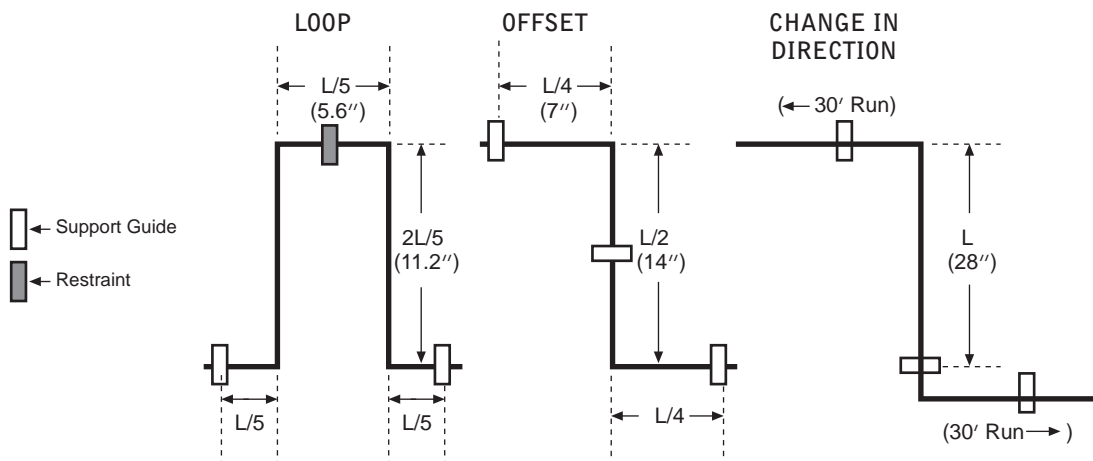 LOOP
L/5
(5.6″)
2L/5
(11.2″)
L/5
L/5
OFFSET
L/4
(7″)
L/2
(14″)
L/4
CHANGE IN
DIRECTION
(← 30′ Run)
L
(28″)
(30′ Run→ )
Support Guide
Restraint